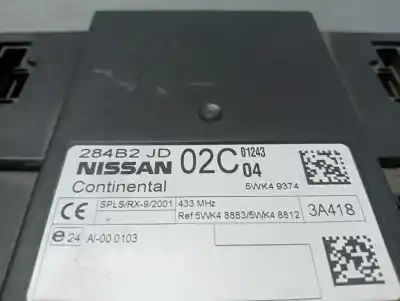 284B2 JD 02C 01243
NISSAN 04
Continental 5WK4 9374
CE SPLS/RX-9/2001 433 MHz
Ref 5WK4 8883/5WK4 8812 3A418
e24 AI-00 0103